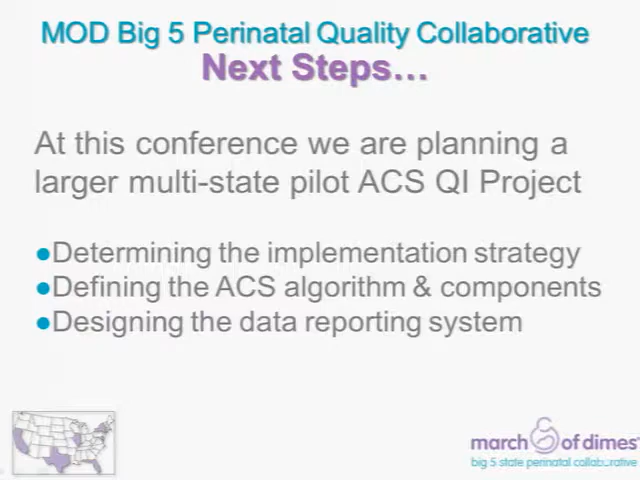 MOD Big 5 Perinatal Quality Collaborative
Next Steps…
At this conference we are planning a
larger multi-state pilot ACS QI Project
●Determining the implementation strategy
●Defining the ACS algorithm & components
●Designing the data reporting system
march of dimes®
big 5 state perinatal collaborative